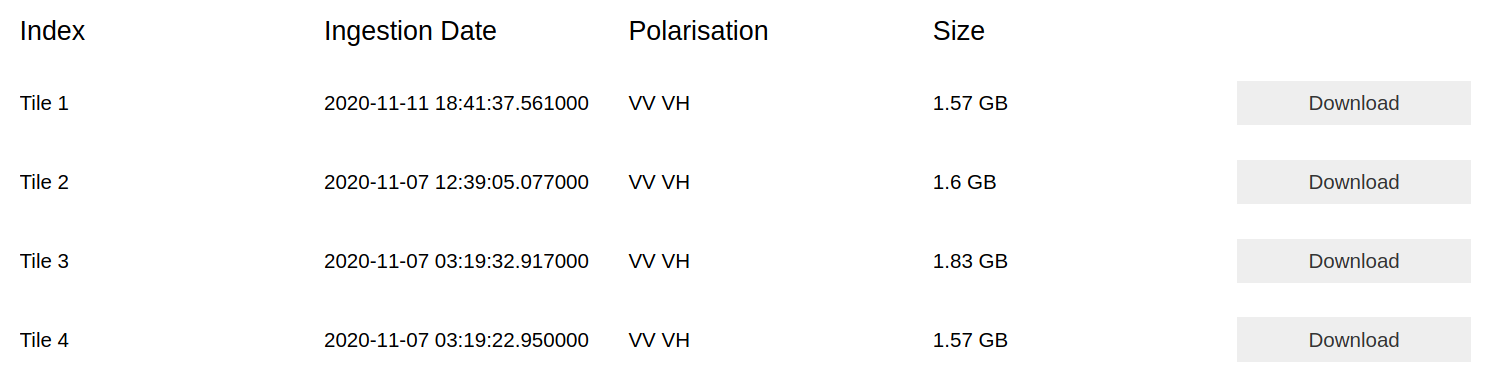 Index Ingestion Date Polarisation Size
Tile 1 2020-11-11 18:41:37.561000 VV VH 1.57 GB Download
Tile 2 2020-11-07 12:39:05.077000 VV VH 1.6 GB Download
Tile 3 2020-11-07 03:19:32.917000 VV VH 1.83 GB Download
Tile 4 2020-11-07 03:19:22.950000 VV VH 1.57 GB Download